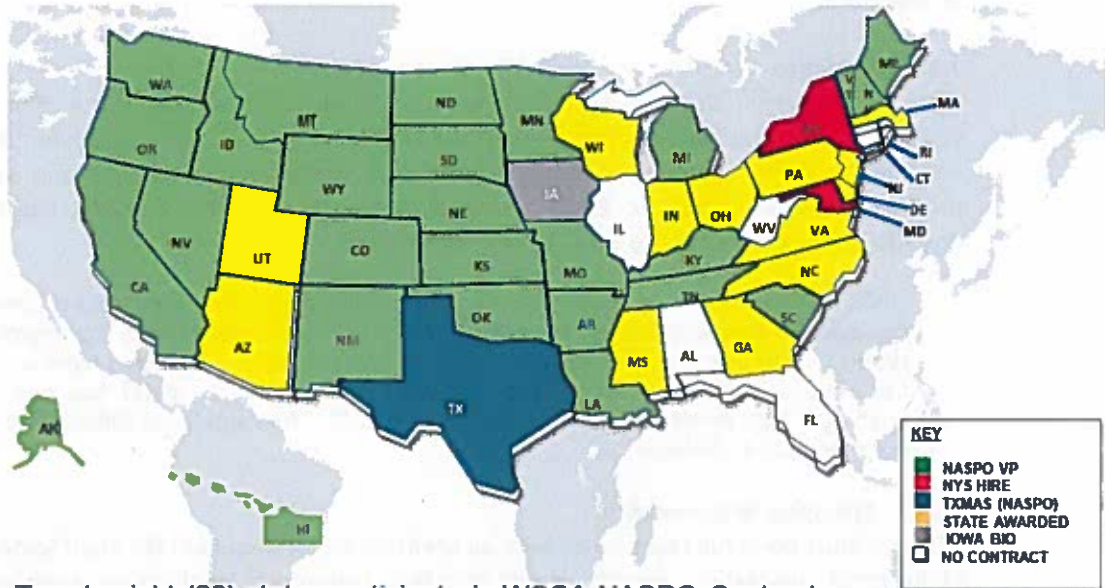 WA
MT
ND
MN
ME
V
T
N
MA
OR
ID
SD
WI
MI
NY
RI
WY
IA
PA
CT
NJ
NE
DE
NV
IL
IN
OH
MD
UT
CO
WV
VA
KS
MO
KY
CA
NC
TN
OK
AR
SC
AZ
NM
MS
AL
GA
TX
LA
FL
AK
HI
KEY
NASPO VP
NYS HIRE
TXMAS (NASPO)
STATE AWARDED
IOWA BIO
NO CONTRACT